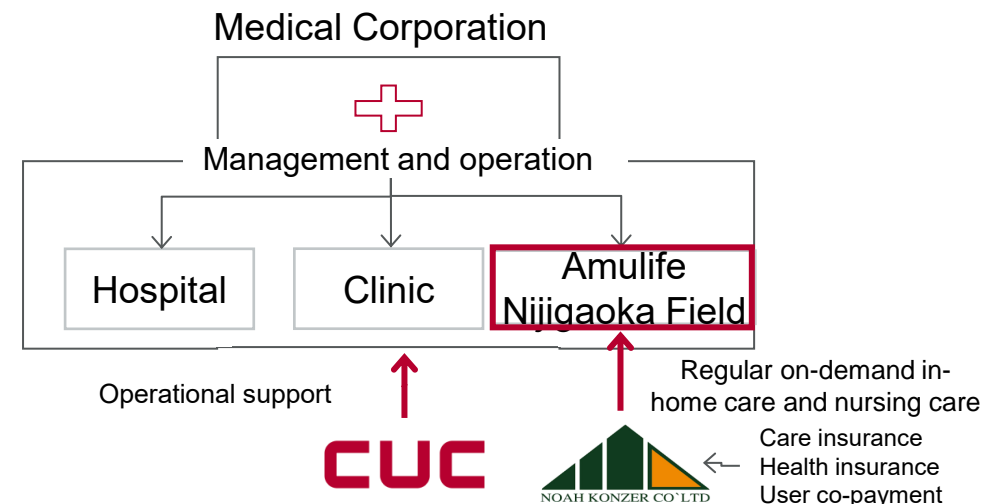 Medical Corporation
Management and operation
Hospital
Clinic
Amulife
Nijigaoka Field
Operational support
Regular on-demand in-
home care and nursing care
CUC
NOAH KONZER CO`LTD
Care insurance
Health insurance
User co-payment